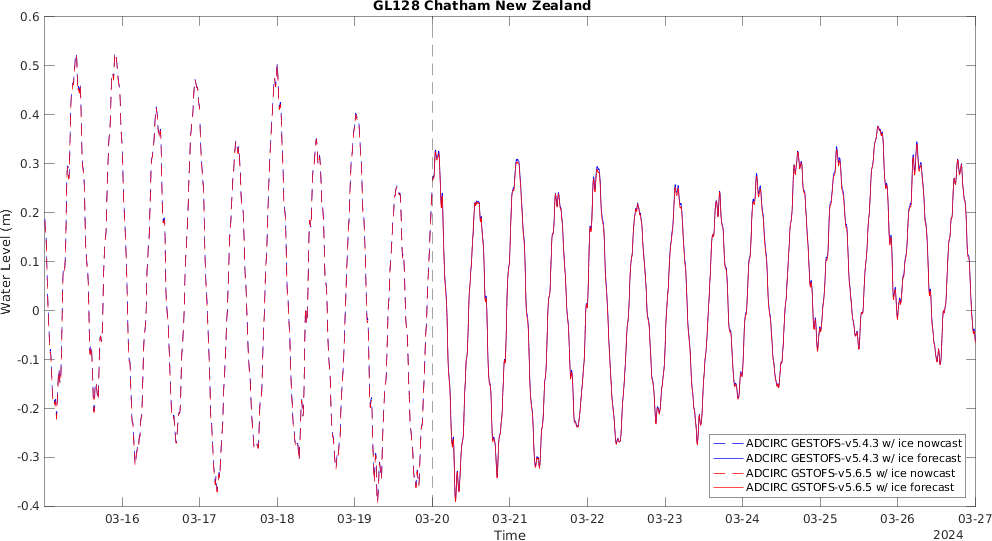 GL128 Chatham New Zealand
0.6
0.5
0.4
0.3
0.2
0.1
0
-0.1
-0.2
-0.3
-0.4
Water Level (m)
ADCIRC GESTOFS-v5.4.3 w/ ice nowcast
ADCIRC GESTOFS-v5.4.3 w/ ice forecast
ADCIRC GSTOFS-v5.6.5 w/ ice nowcast
ADCIRC GSTOFS-v5.6.5 w/ ice forecast
03-16 03-17 03-18 03-19 03-20 03-21 03-22 03-23 03-24 03-25 03-26 03-27
Time
2024